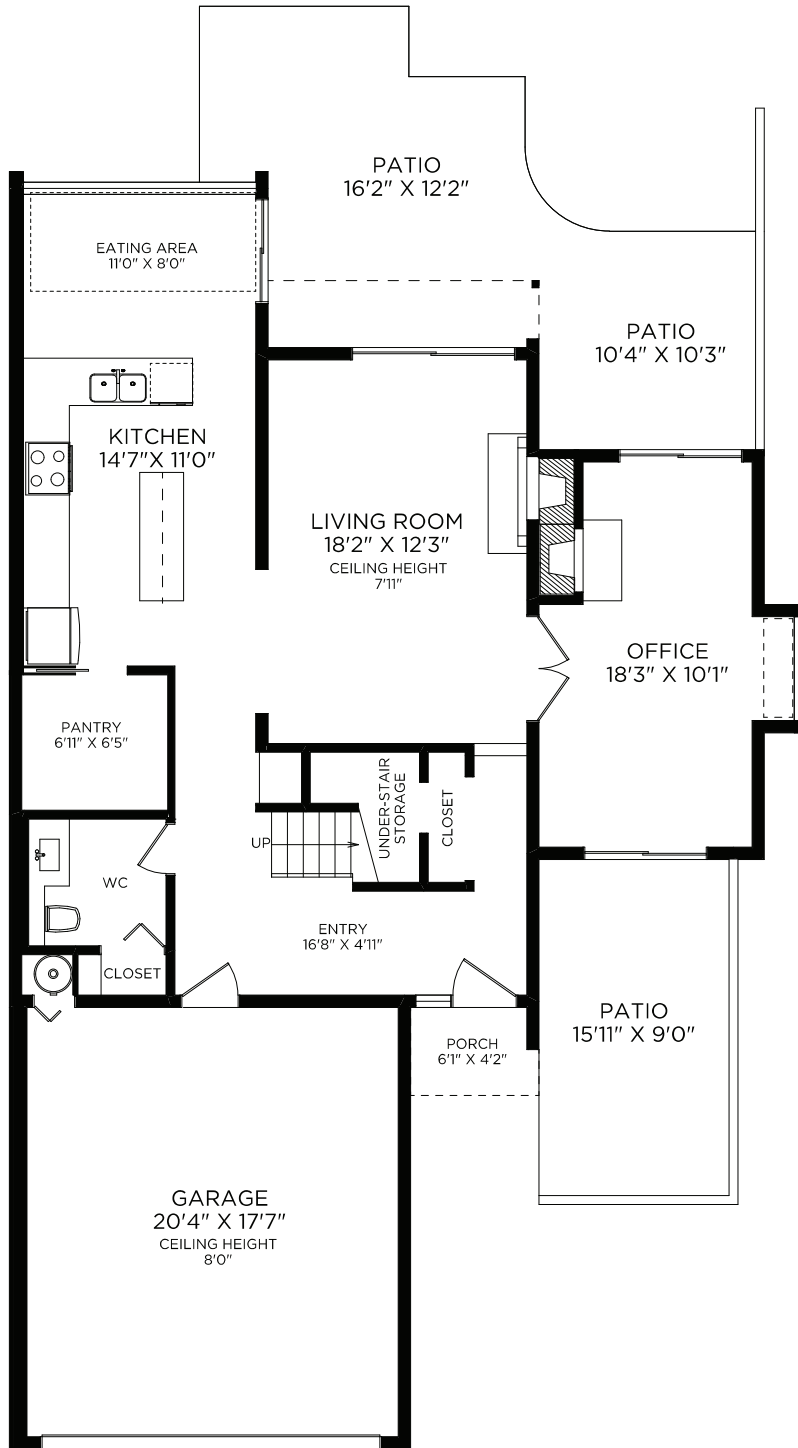 PATIO
16'2" X 12'2"
EATING AREA
11'0" X 8'0"
PATIO
10'4" X 10'3"
KITCHEN
14'7"X 11'0"
LIVING ROOM
18'2" X 12'3"
CEILING HEIGHT
7'11"
OFFICE
18'3" X 10'1"
PANTRY
6'11" X 6'5"
UNDER-STAIR
STORAGE
CLOSET
UP
WC
ENTRY
16'8" X 4'11"
CLOSET
PATIO
15'11" X 9'0"
PORCH
6'1" X 4'2"
GARAGE
20'4" X 17'7"
CEILING HEIGHT
8'0"